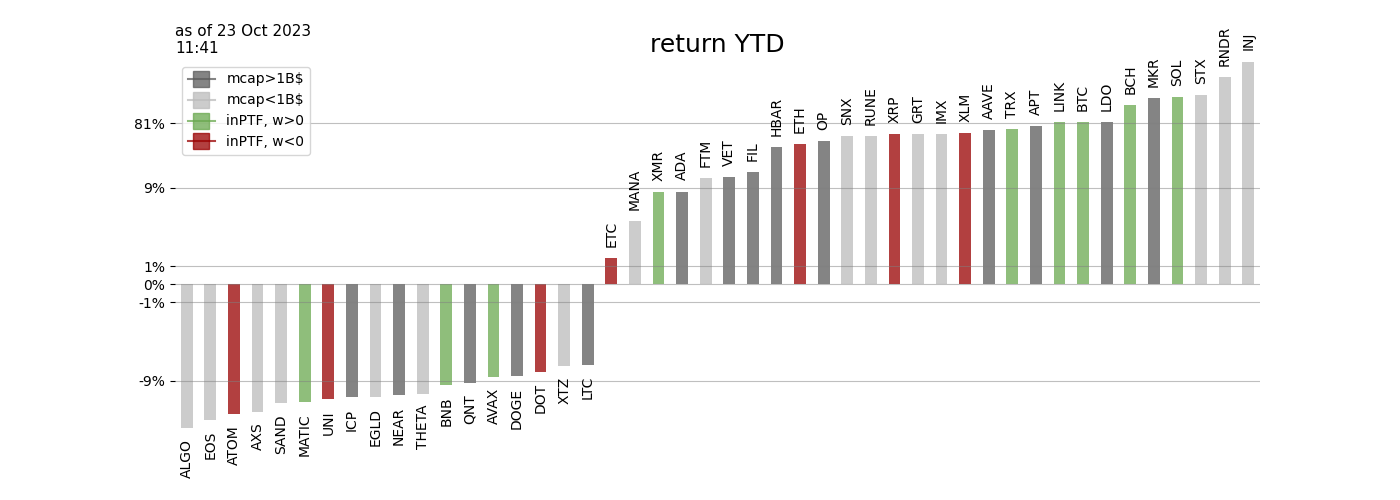 as of 23 Oct 2023
11:41
return YTD
mcap>1B$
mcap<1B$
inPTF, w>0
inPTF, w<0
81%
9%
1%
0%
-1%
-9%
ALGO
EOS
ATOM
AXS
SAND
MATIC
UNI
ICP
EGLD
NEAR
THETA
BNB
QNT
AVAX
DOGE
DOT
XTZ
LTC
ETC
MANA
XMR
ADA
FTM
VET
FIL
HBAR
ETH
OP
SNX
RUNE
XRP
GRT
IMX
XLM
AAVE
TRX
APT
LINK
BTC
LDO
BCH
MKR
SOL
STX
RNDR
INJ